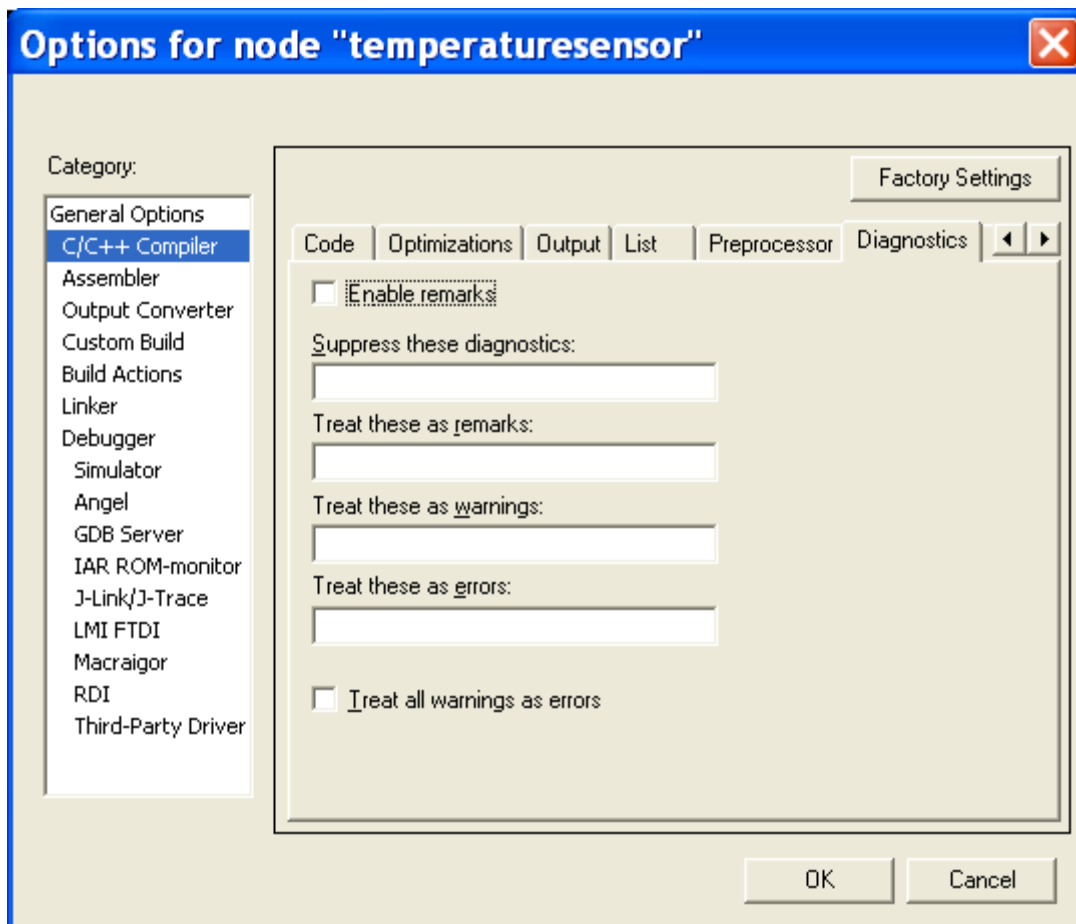 Options for node "temperaturesensor"
Category:
General Options
C/C++ Compiler
Assembler
Output Converter
Custom Build
Build Actions
Linker
Debugger
Simulator
Angel
GDB Server
IAR ROM-monitor
J-Link/J-Trace
LMI FTDI
Macraigor
RDI
Third-Party Driver
Factory Settings
Code Optimizations Output List Preprocessor Diagnostics
Enable remarks
Suppress these diagnostics:
Treat these as remarks:
Treat these as warnings:
Treat these as errors:
Treat all warnings as errors
OK Cancel